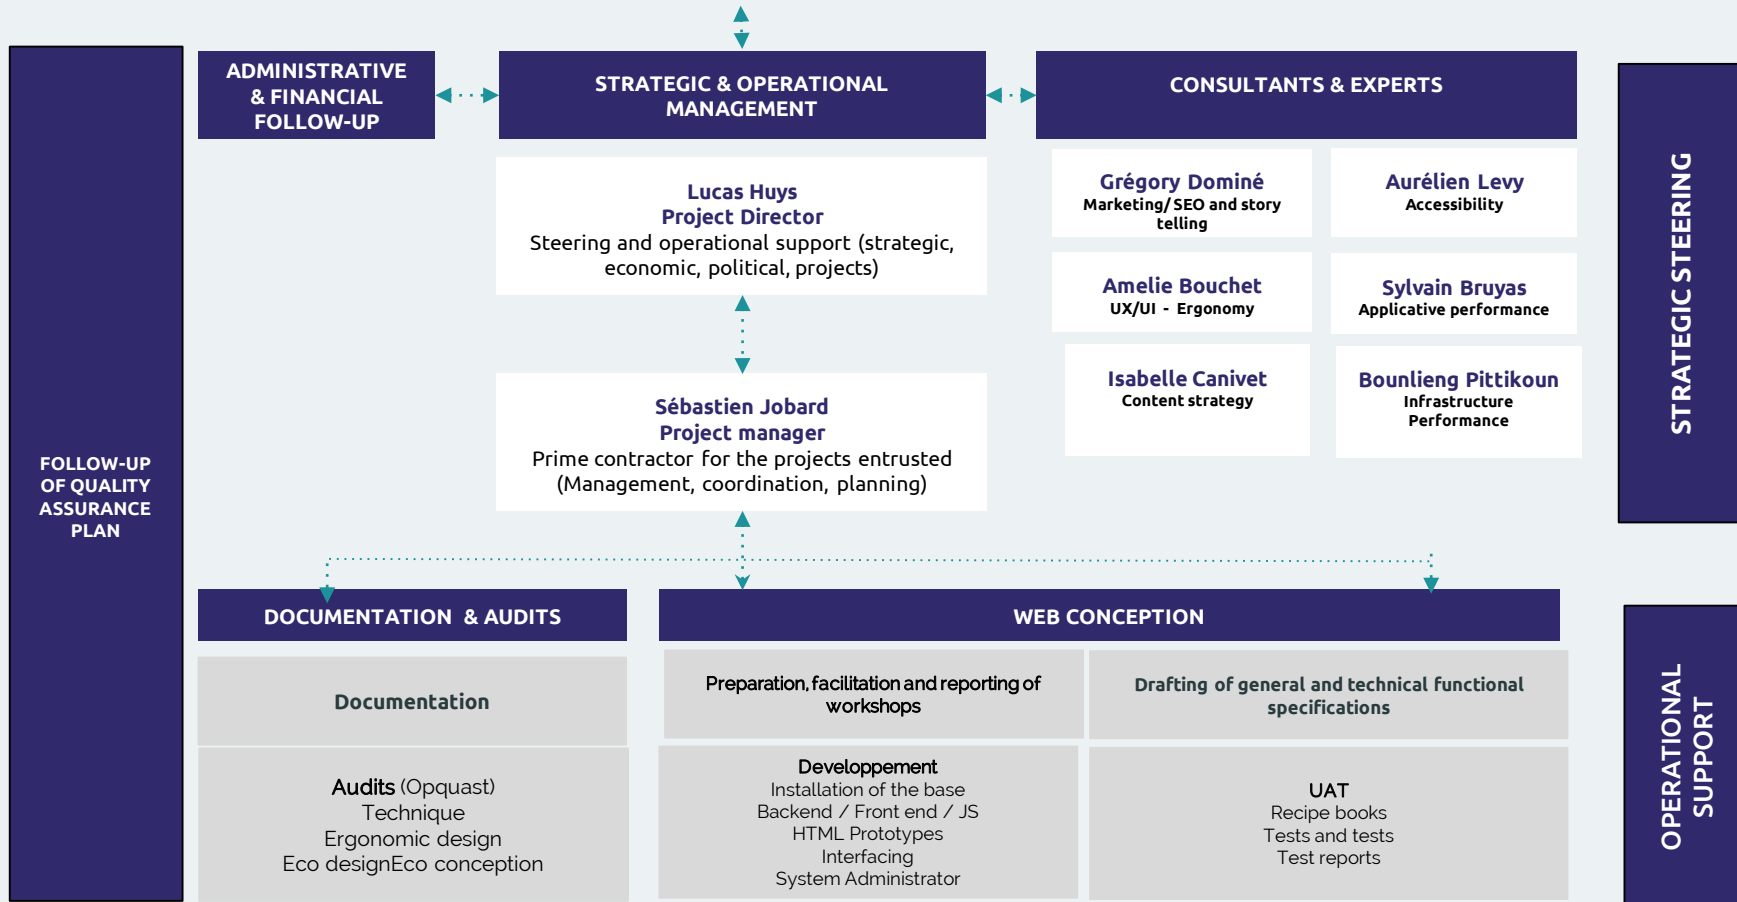 FOLLOW-UP
OF QUALITY
ASSURANCE
PLAN
ADMINISTRATIVE
& FINANCIAL
FOLLOW-UP
STRATEGIC & OPERATIONAL
MANAGEMENT
CONSULTANTS & EXPERTS
Lucas Huys
Project Director
Steering and operational support (strategic,
economic, political, projects)
Sébastien Jobard
Project manager
Prime contractor for the projects entrusted
(Management, coordination, planning)
Grégory Dominé
Marketing/ SEO and story
telling
Aurélien Levy
Accessibility
Amelie Bouchet
UX/UI - Ergonomy
Sylvain Bruyas
Applicative performance
Isabelle Canivet
Content strategy
Bounlieng Pittikoun
Infrastructure
Performance
STRATEGIC STEERING
DOCUMENTATION & AUDITS
Documentation
Audits (Opquast)
Technique
Ergonomic design
Eco designEco conception
WEB CONCEPTION
Preparation, facilitation and reporting of
workshops
Drafting of general and technical functional
specifications
Developpement
Installation of the base
Backend / Front end / JS
HTML Prototypes
Interfacing
System Administrator
UAT
Recipe books
Tests and tests
Test reports
OPERATIONAL
SUPPORT